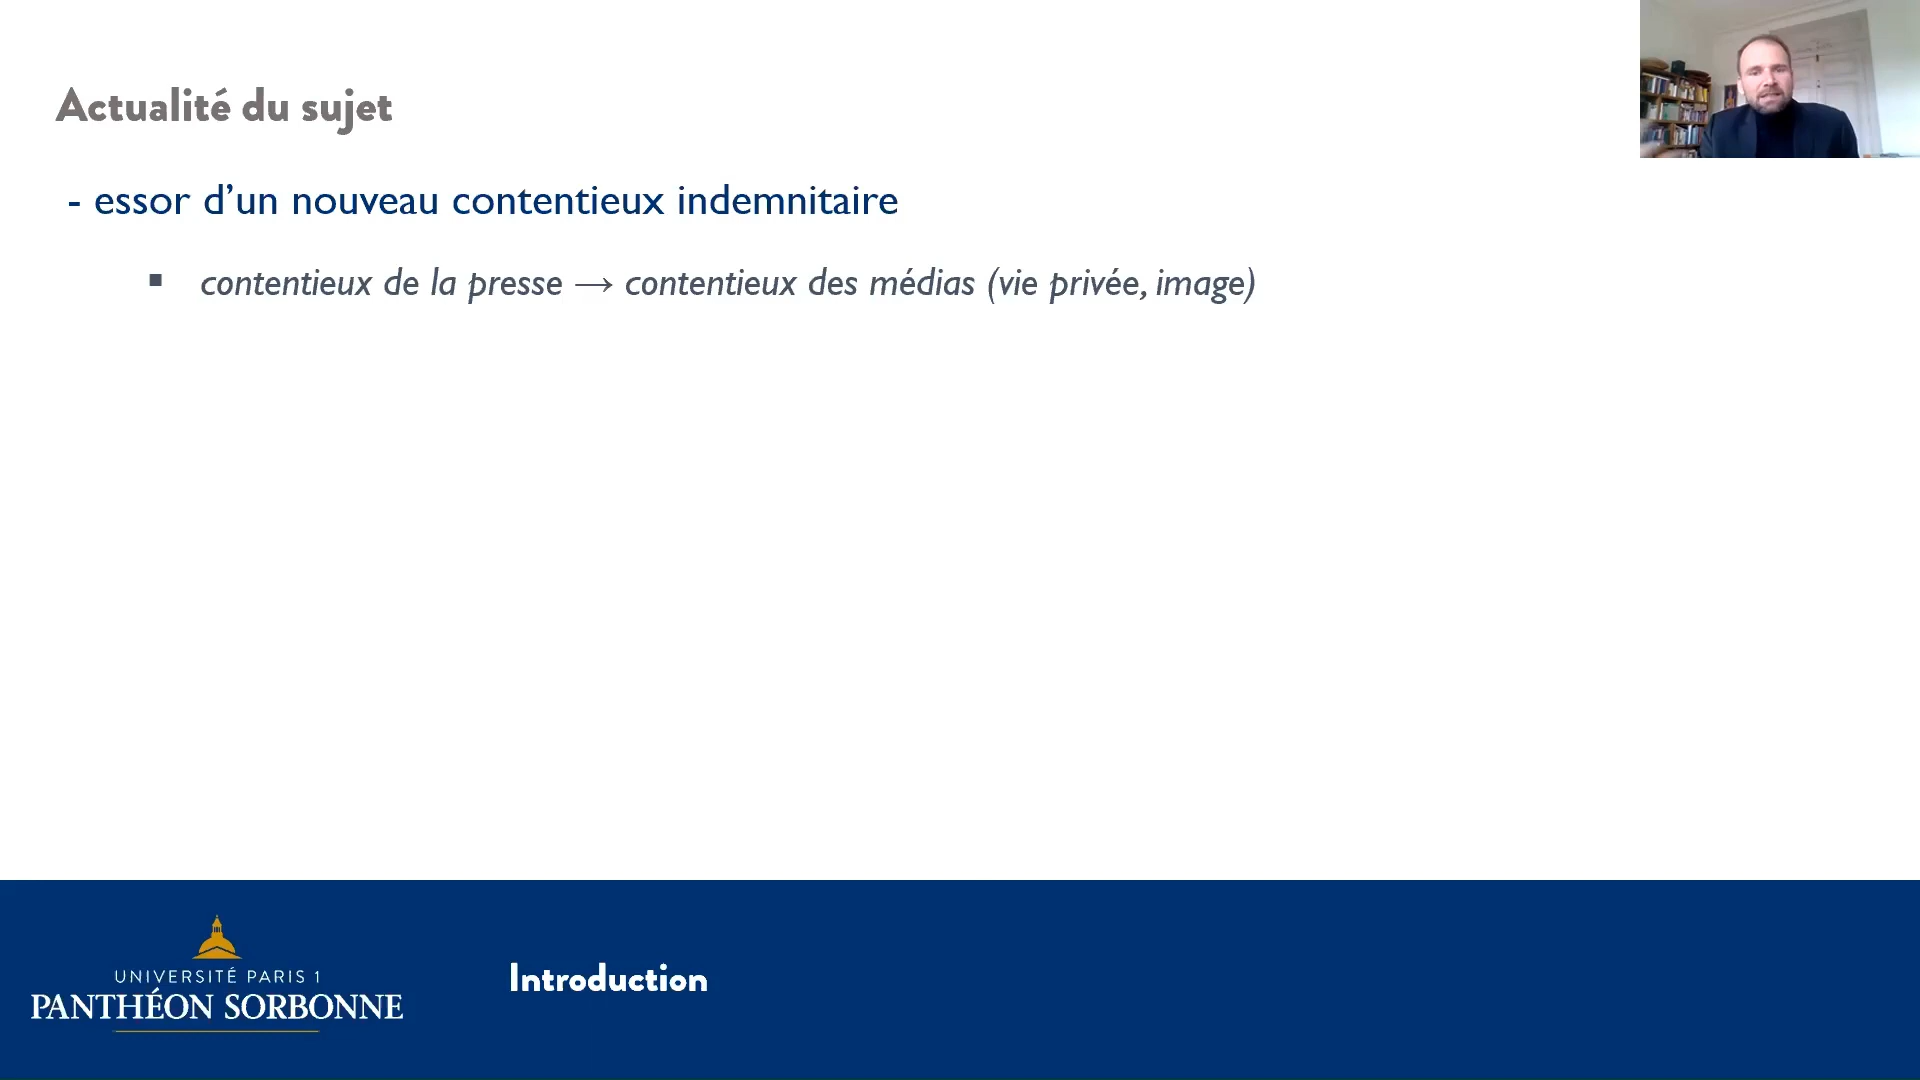 Actualité du sujet
- essor d’un nouveau contentieux indemnitaire
▪ contentieux de la presse → contentieux des médias (vie privée, image)
UNIVERSITÉ PARIS 1
PANTHÉON SORBONNE
Introduction